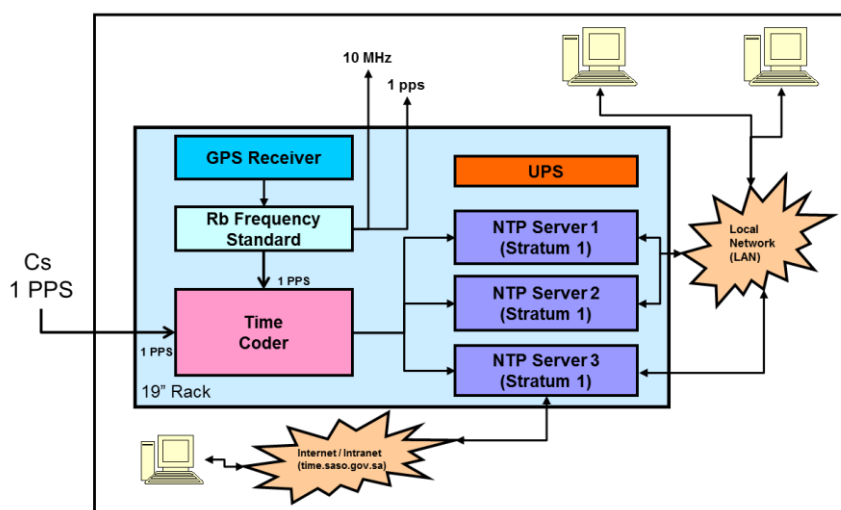 10 MHz
1 pps
GPS Receiver
UPS
Rb Frequency
Standard
NTP Server 1
(Stratum 1)
Local
Network
(LAN)
Cs
1 PPS
1 PPS
NTP Server 2
(Stratum 1)
Time
Coder
1 PPS
NTP Server 3
(Stratum 1)
19” Rack
Internet / Intranet
(time.saso.gov.sa)